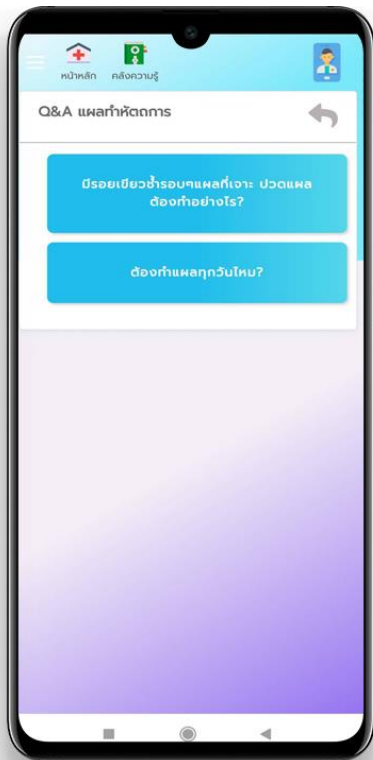 หน้าหลัก คลังความรู้
Q&A แผลทำหัตถการ
มีรอยเขียวช้ำรอบๆแผลที่เจาะ ปวดแผล
ต้องทำอย่างไร?
ต้องทำแผลทุกวันไหม?